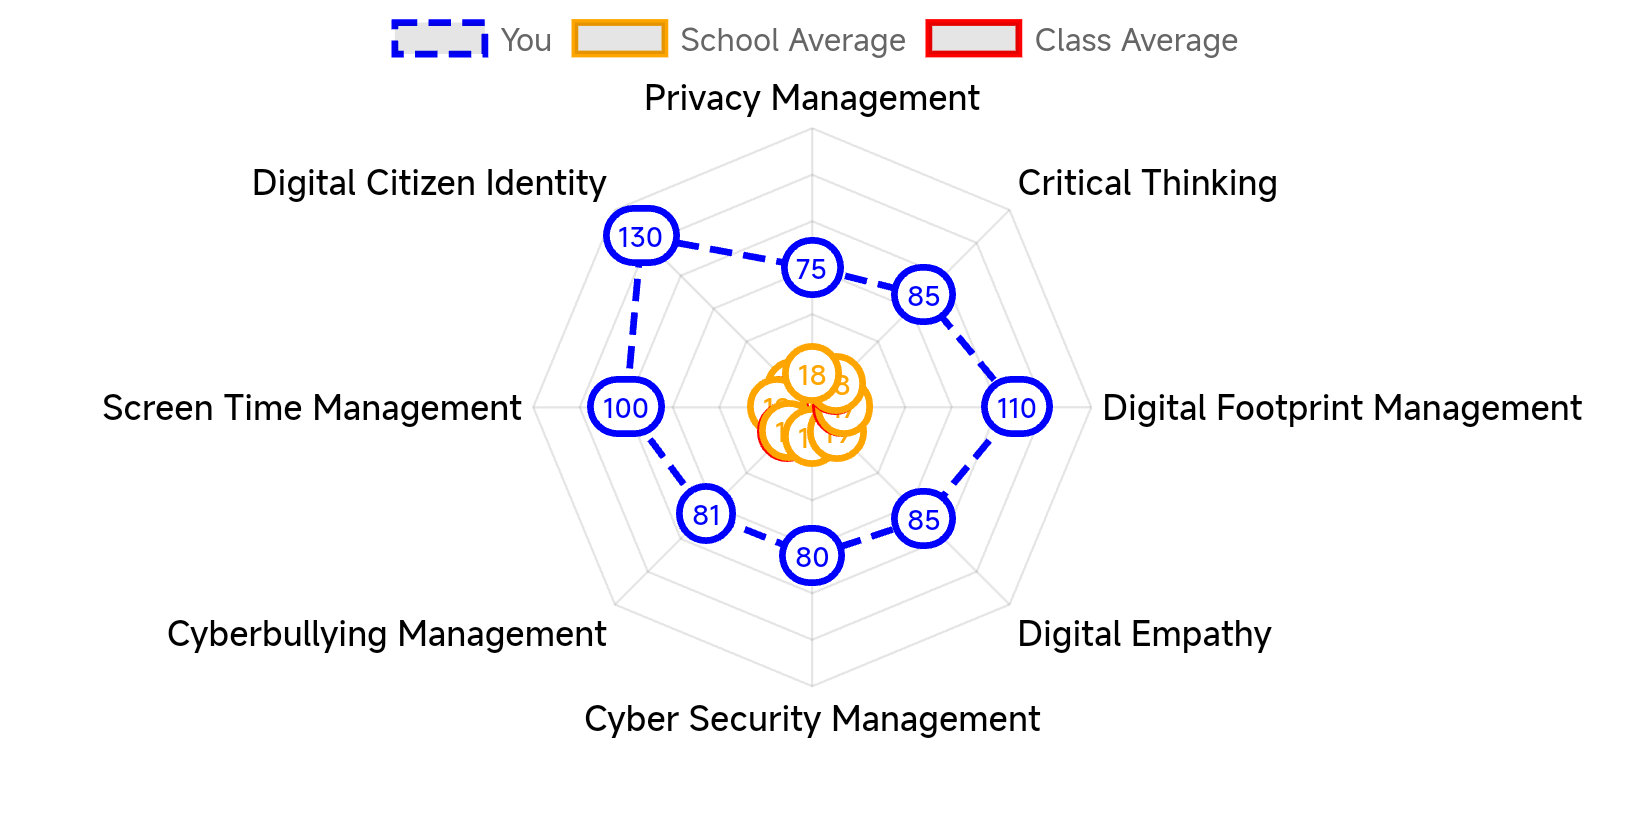 You School Average Class Average
Privacy Management
Digital Citizen Identity Critical Thinking
130 75 85
18
Screen Time Management 100 110 Digital Footprint Management
81 80 85
Cyberbullying Management Digital Empathy
Cyber Security Management